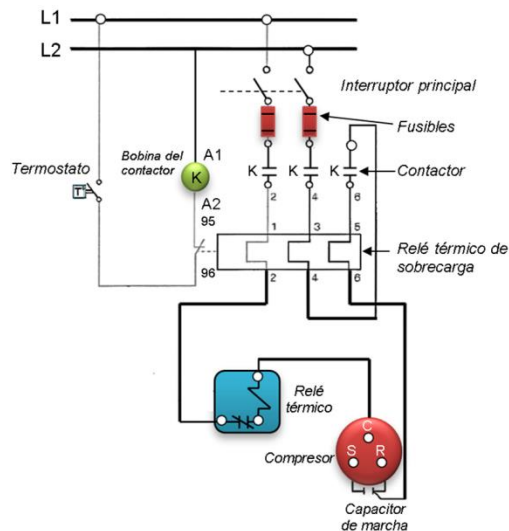 L1
L2
Interruptor principal
Fusibles
Termostato
T
Bobina del
contactor
A1
K
A2
K
K
K
Contactor
2
4
6
95
96
1
3
5
Relé térmico de
sobrecarga
2
4
6
Relé
térmico
Compresor
C
S
R
Capacitor
de marcha